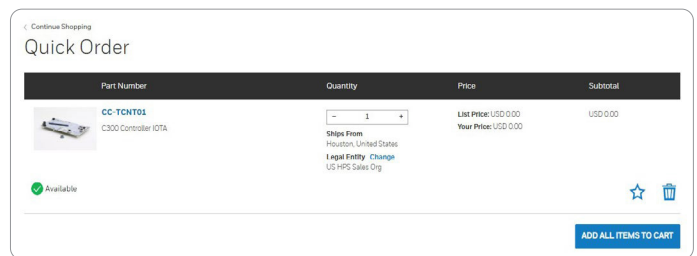 < Continue Shopping
Quick Order
Part Number Quantity Price Subtotal
CC-TCNT01
C300 Controller IOTA
- 1 +
Ships From
Houston, United States
Legal Entity Change
US HPS Sales Org
List Price: USD 0.00
Your Price: USD 0.00
USD 0.00
Available
ADD ALL ITEMS TO CART